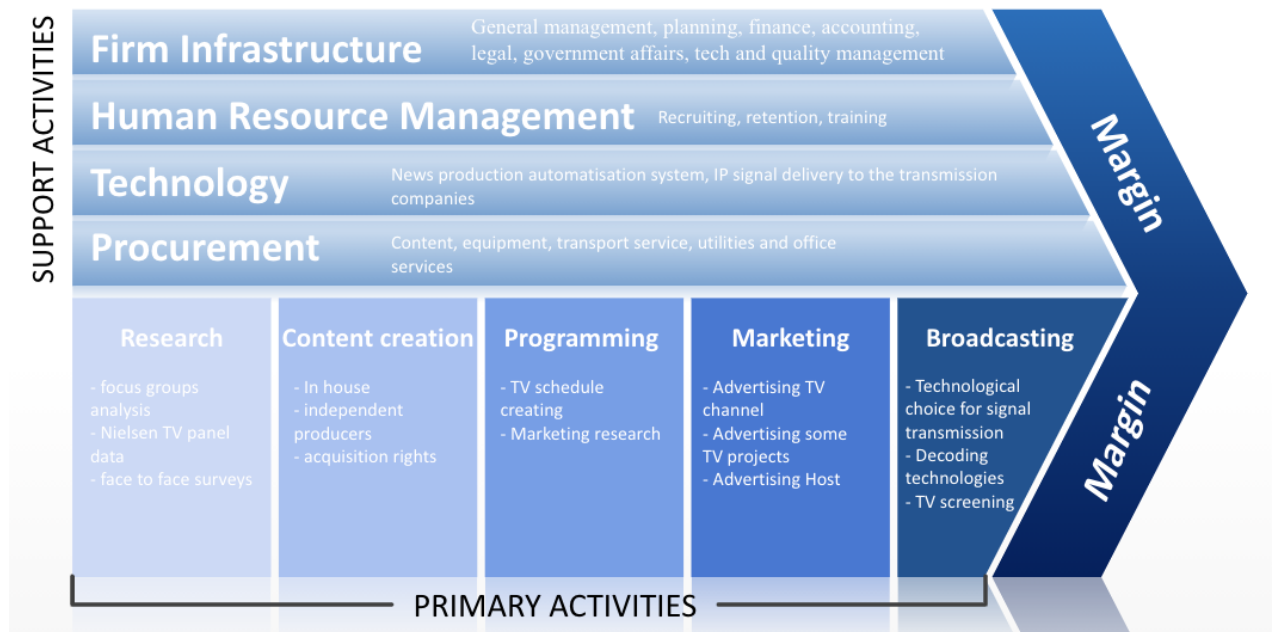 SUPPORT ACTIVITIES
Firm Infrastructure
General management, planning, finance, accounting,
legal, government affairs, tech and quality management
Human Resource Management
Recruiting, retention, training
Technology
News production automatisation system, IP signal delivery to the transmission
companies
Procurement
Content, equipment, transport service, utilities and office
services
Margin
Margin
Research
- focus groups
analysis
- Nielsen TV panel
data
- face to face surveys
Content creation
- In house
- independent
producers
- acquisition rights
Programming
- TV schedule
creating
- Marketing research
Marketing
- Advertising TV
channel
- Advertising some
TV projects
- Advertising Host
Broadcasting
- Technological
choice for signal
transmission
- Decoding
technologies
- TV screening
PRIMARY ACTIVITIES